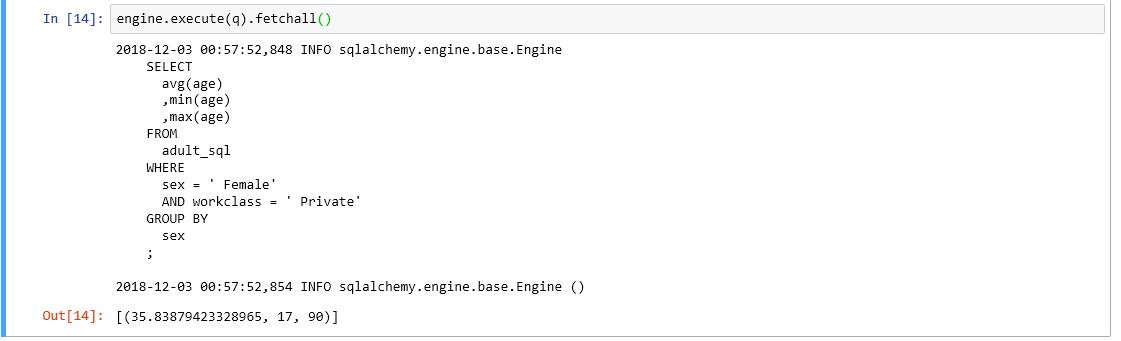 In [14]: engine.execute(q).fetchall()
2018-12-03 00:57:52,848 INFO sqlalchemy.engine.base.Engine
SELECT
avg(age)
,min(age)
,max(age)
FROM
adult_sql
WHERE
sex = ' Female'
AND workclass = ' Private'
GROUP BY
sex
;
2018-12-03 00:57:52,854 INFO sqlalchemy.engine.base.Engine ()
Out[14]: [(35.83879423328965, 17, 90)]